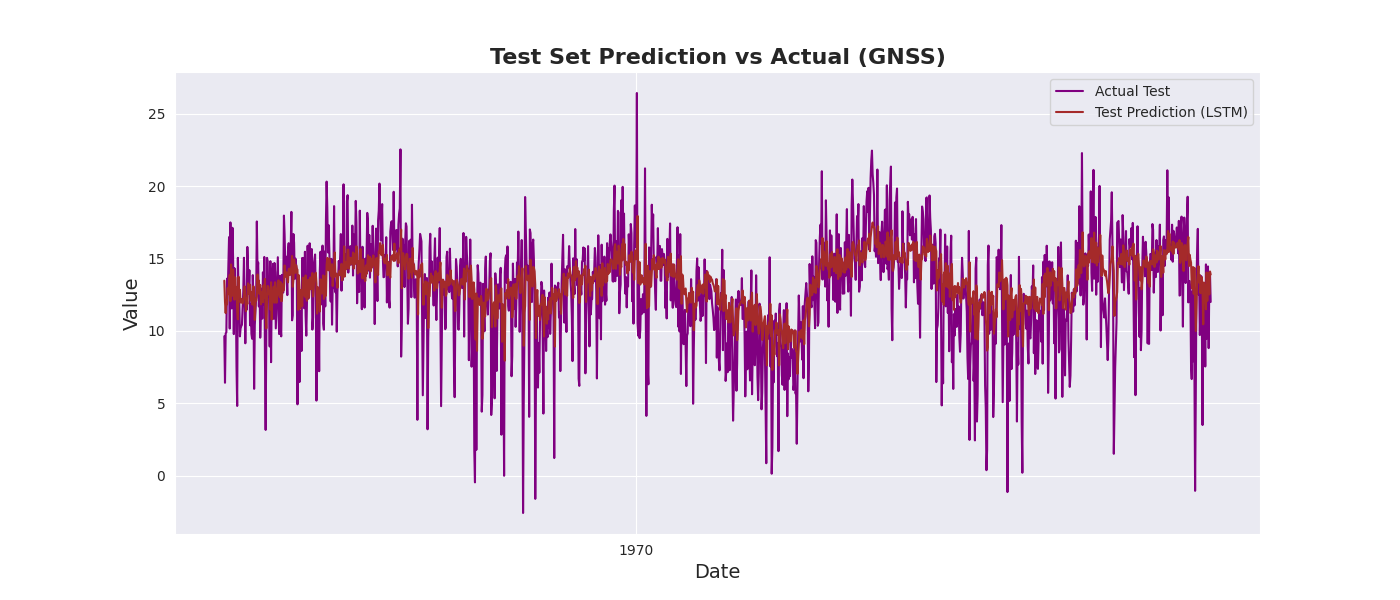 Test Set Prediction vs Actual (GNSS)
Actual Test
Test Prediction (LSTM)
25
20
15
10
5
0
Value
1970
Date